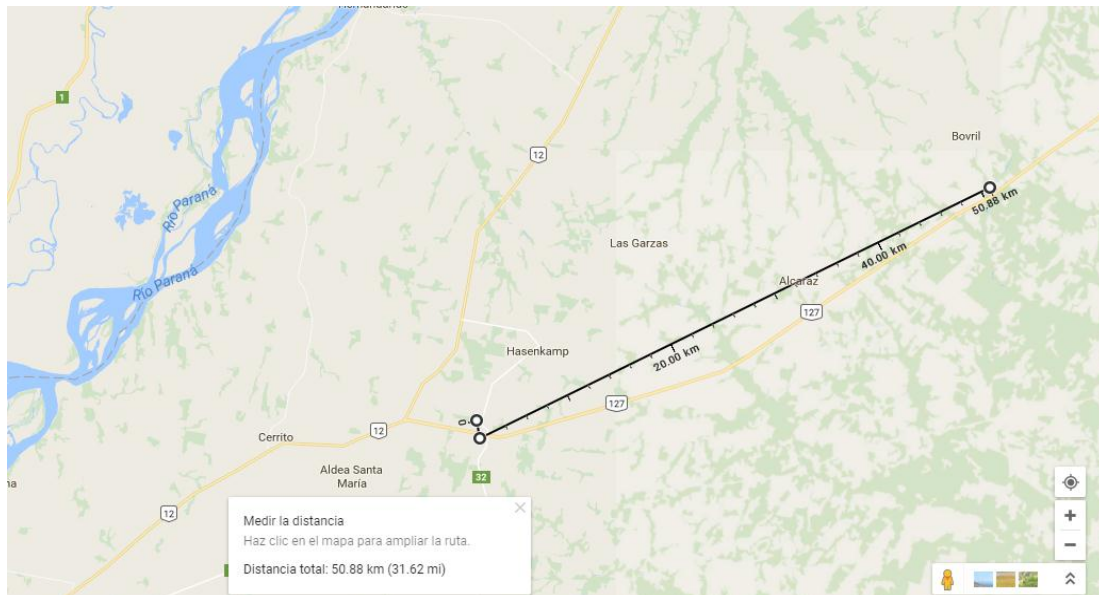 1
12
Bovril
Río Paraná
Las Garzas
50.88 km
40.00 km
Río Paraná
Alcaraz
127
Hasenkamp
20.00 km
127
0
Cerrito
12
Aldea Santa
María
32
12
Medir la distancia
Haz clic en el mapa para ampliar la ruta.
Distancia total: 50.88 km (31.62 mi)